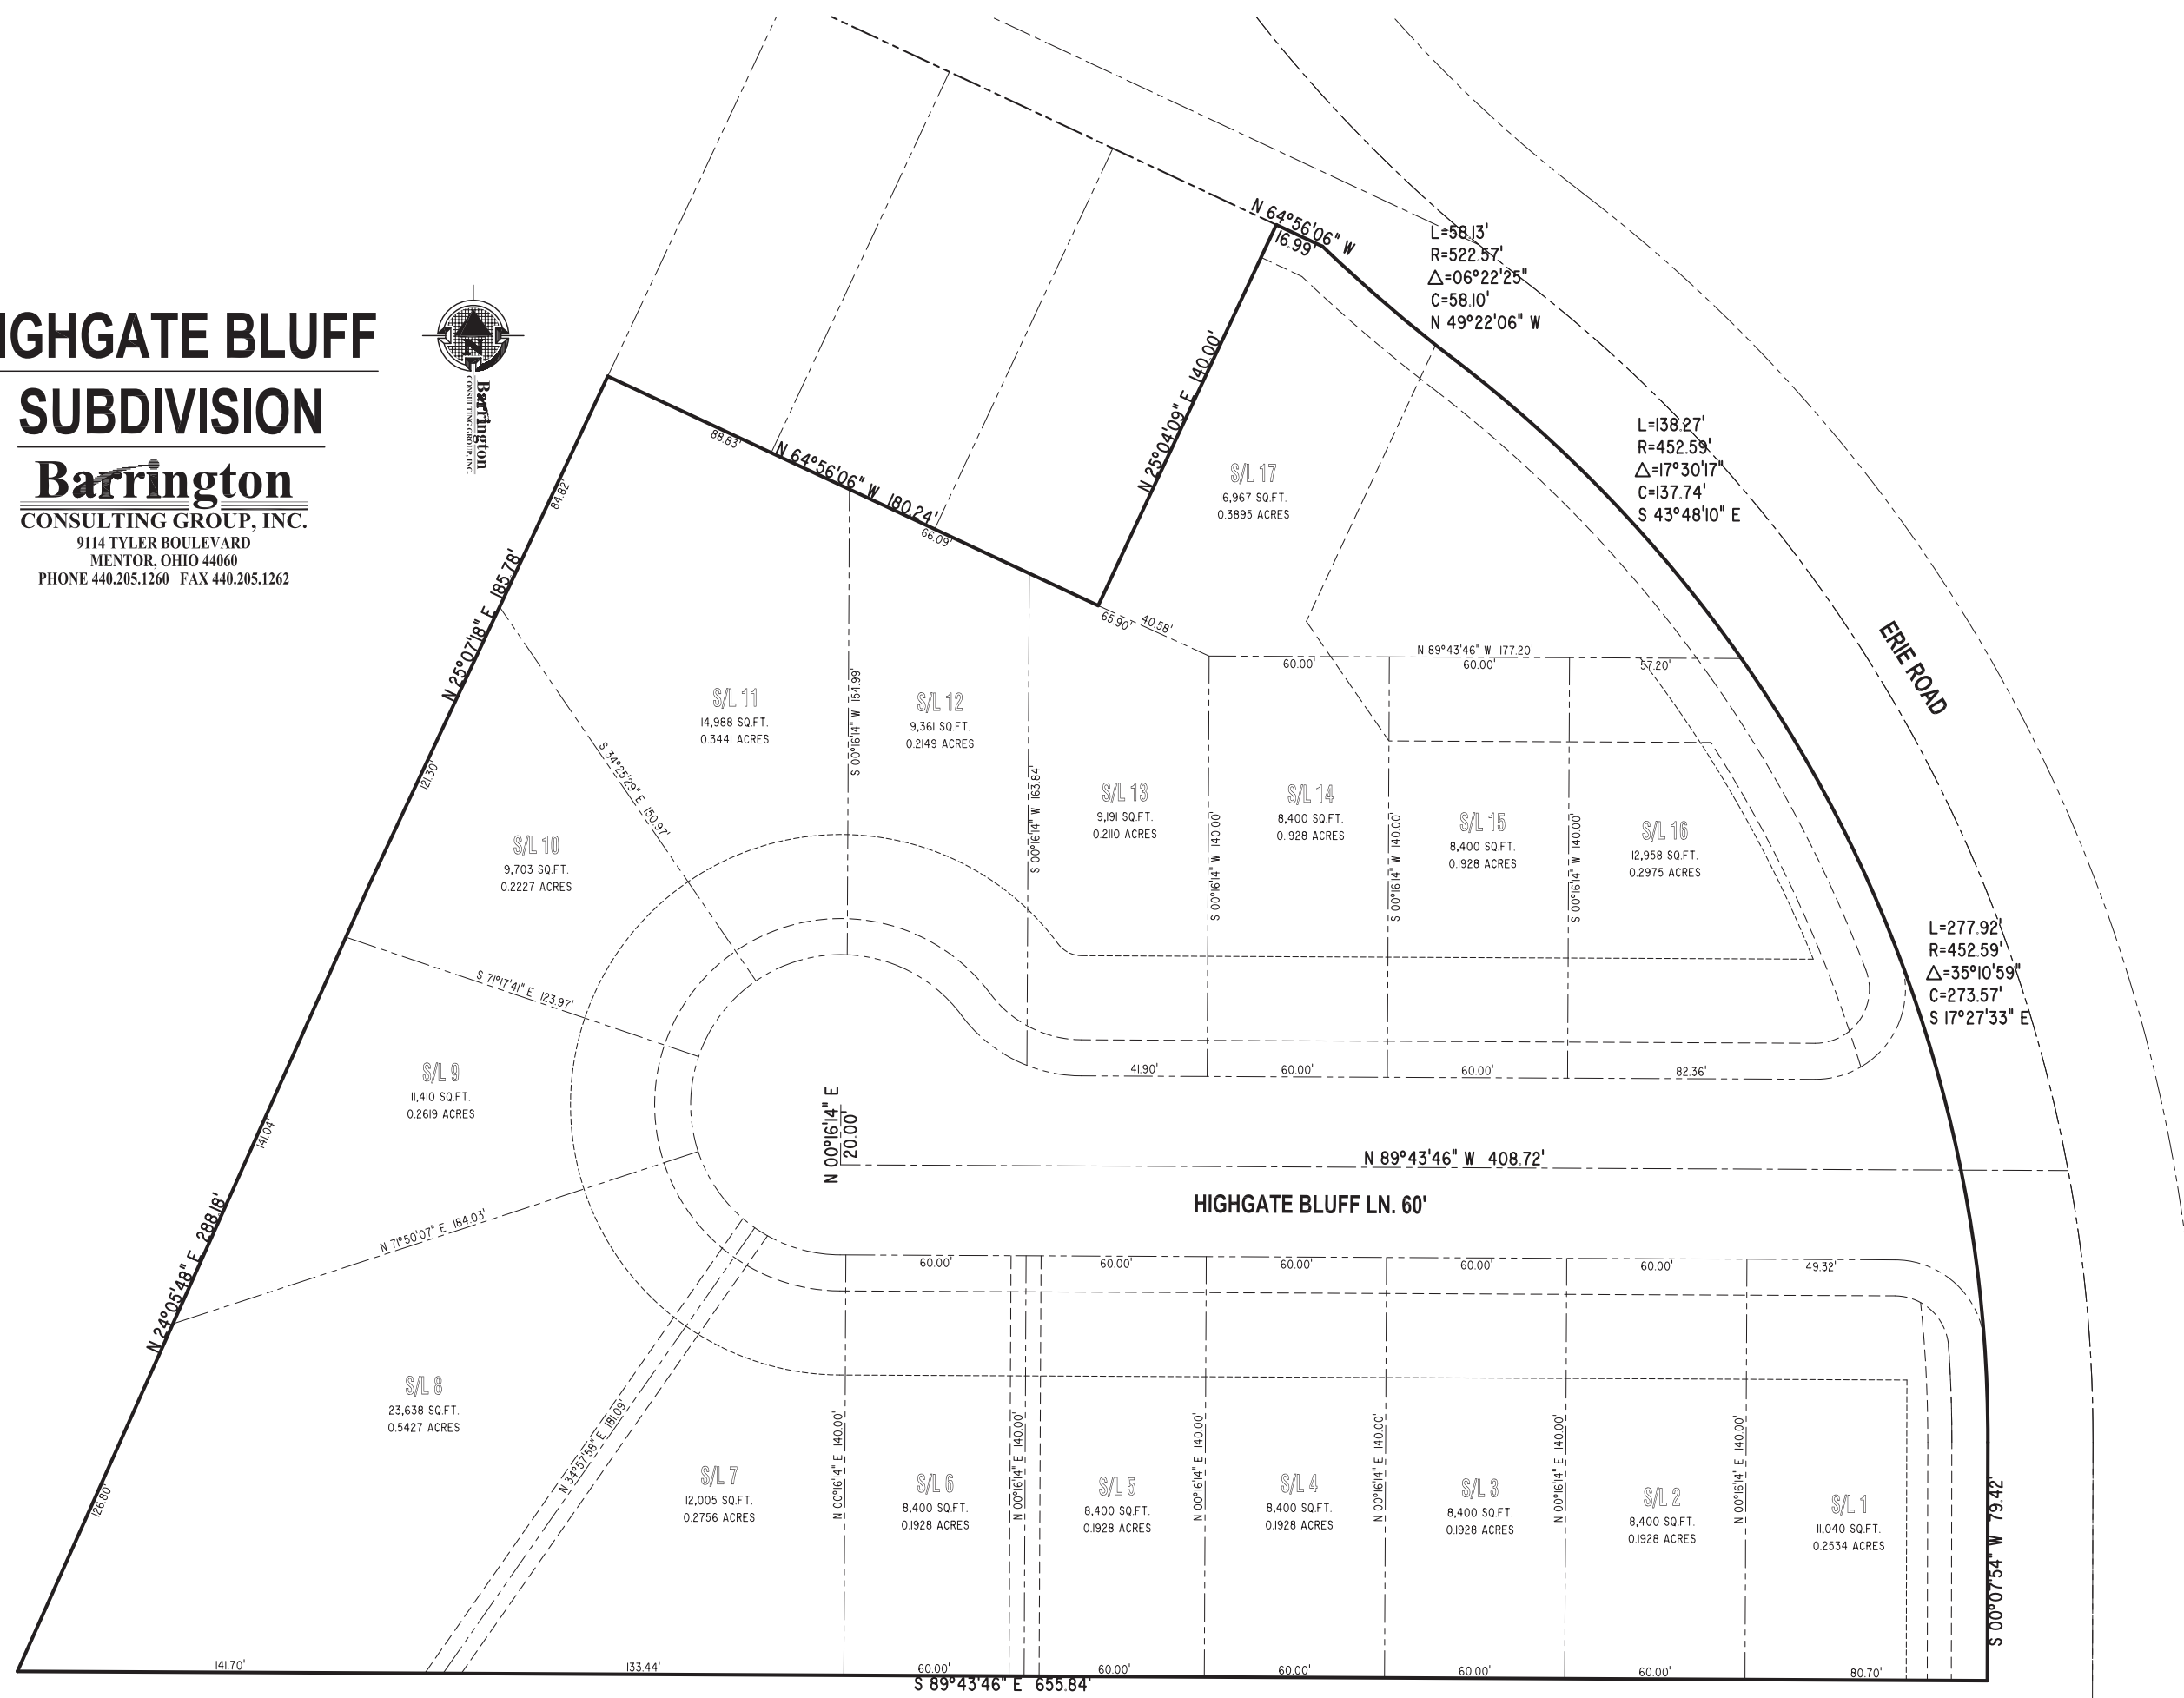 IGHGATE BLUFF
SUBDIVISION
Barrington
CONSULTING GROUP, INC.
9114 TYLER BOULEVARD
MENTOR, OHIO 44060
PHONE 440.205.1260 FAX 440.205.1262
N
Barrington
CONSULTING GROUP, INC.
N 64°56'06" W
16.99'
L=58.13'
R=522.57'
△=06°22'25"
C=58.10'
N 49°22'06" W
L=138.27'
R=452.59'
△=17°30'17"
C=137.74'
S 43°48'10" E
ERIE ROAD
L=277.92'
R=452.59'
△=35°10'59"
C=273.57'
S 17°27'33" E
N 25°04'09" E 140.00'
88.83'
N 64°56'06" W 180.24'
66.09'
65.90'
40.58'
84.82'
N 25°07'18" E 185.78'
121.30'
141.04'
N 24°05'48" E 288.18'
126.80'
S/L 17
16,967 SQ.FT.
0.3895 ACRES
N 89°43'46" W 177.20'
60.00'
60.00'
57.20'
S/L 11
14,988 SQ.FT.
0.3441 ACRES
S 00°16'14" W 154.99'
S/L 12
9,361 SQ.FT.
0.2149 ACRES
S 00°16'14" W 163.84'
S/L 13
9,191 SQ.FT.
0.2110 ACRES
S 00°16'14" W 140.00'
S/L 14
8,400 SQ.FT.
0.1928 ACRES
S 00°16'14" W 140.00'
S/L 15
8,400 SQ.FT.
0.1928 ACRES
S 00°16'14" W 140.00'
S/L 16
12,958 SQ.FT.
0.2975 ACRES
S 34°25'29" E 150.97'
S/L 10
9,703 SQ.FT.
0.2227 ACRES
S 71°17'41" E 123.97'
S/L 9
11,410 SQ.FT.
0.2619 ACRES
N 71°50'07" E 184.03'
41.90'
60.00'
60.00'
82.36'
N 00°16'14" E
20.00'
N 89°43'46" W 408.72'
HIGHGATE BLUFF LN. 60'
60.00'
60.00'
60.00'
60.00'
60.00'
49.32'
S/L 8
23,638 SQ.FT.
0.5427 ACRES
N 34°57'58" E 181.09'
S/L 7
12,005 SQ.FT.
0.2756 ACRES
N 00°16'14" E 140.00'
S/L 6
8,400 SQ.FT.
0.1928 ACRES
N 00°16'14" E 140.00'
S/L 5
8,400 SQ.FT.
0.1928 ACRES
N 00°16'14" E 140.00'
S/L 4
8,400 SQ.FT.
0.1928 ACRES
N 00°16'14" E 140.00'
S/L 3
8,400 SQ.FT.
0.1928 ACRES
N 00°16'14" E 140.00'
S/L 2
8,400 SQ.FT.
0.1928 ACRES
N 00°16'14" E 140.00'
S/L 1
11,040 SQ.FT.
0.2534 ACRES
S 00°07'54" W 79.42'
141.70'
133.44'
60.00'
60.00'
60.00'
60.00'
60.00'
80.70'
S 89°43'46" E 655.84'